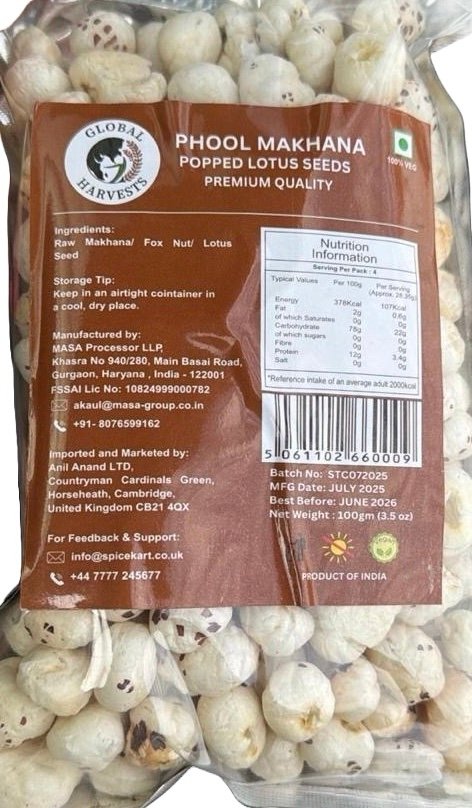 GLOBAL
HARVESTS
PHOOL MAKHANA
POPPED LOTUS SEEDS
PREMIUM QUALITY
100% VEG
Ingredients:
Raw Makhana/ Fox Nut/ Lotus
Seed
Storage Tip:
Keep in an airtight cointainer in
a cool, dry place.
Manufactured by:
MASA Processor LLP,
Khasra No 940/280, Main Basai Road,
Gurgaon, Haryana , India - 122001
FSSAI Lic No: 10824999000782
akaul@masa-group.co.in
+91- 8076599162
Imported and Marketed by:
Anil Anand LTD,
Countryman Cardinals Green,
Horseheath, Cambridge,
United Kingdom CB21 4QX
For Feedback & Support:
info@spicekart.co.uk
+44 7777 245677
Nutrition
Information
Serving Per Pack : 4
Typical Values Per 100g Per Serving
(Approx. 28.35g)
Energy 378Kcal 107Kcal
Fat 2g 0.6g
of which Saturates 0g 0g
Carbohydrate 78g 22g
of which sugars 0g 0g
Fibre 0g 0g
Protein 12g 3.4g
Salt 0g 0g
*Reference intake of an average adult 2000kcal
5 061102 660009
Batch No: STC072025
MFG Date: JULY 2025
Best Before: JUNE 2026
Net Weight : 100gm (3.5 oz)
PRODUCT OF INDIA